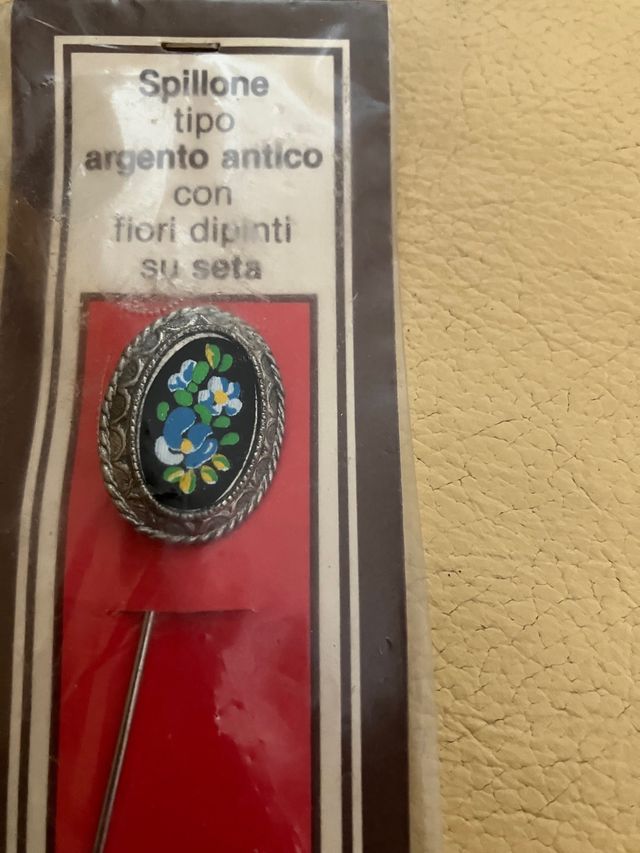 Spillone
tipo
argento antico
con
fiori dipinti
su seta